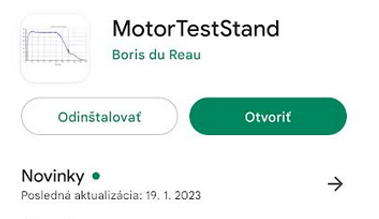 MotorTestStand
Boris du Reau
Odinštalovať
Otvoriť
Novinky
Posledná aktualizácia: 19. 1. 2023